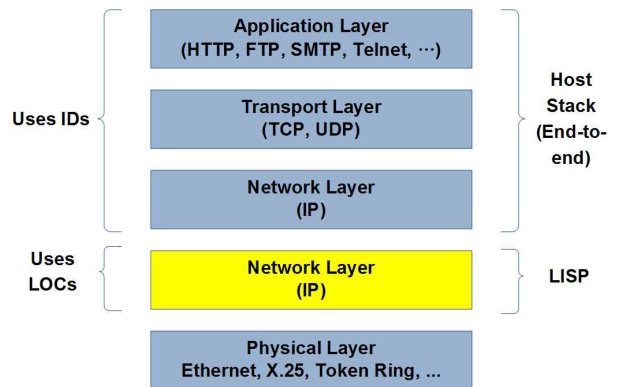 Application Layer
(HTTP, FTP, SMTP, Telnet, ···)
Uses IDs
Transport Layer
(TCP, UDP)
Host
Stack
(End-to-
end)
Network Layer
(IP)
Uses
LOCs
Network Layer
(IP)
LISP
Physical Layer
Ethernet, X.25, Token Ring, ...